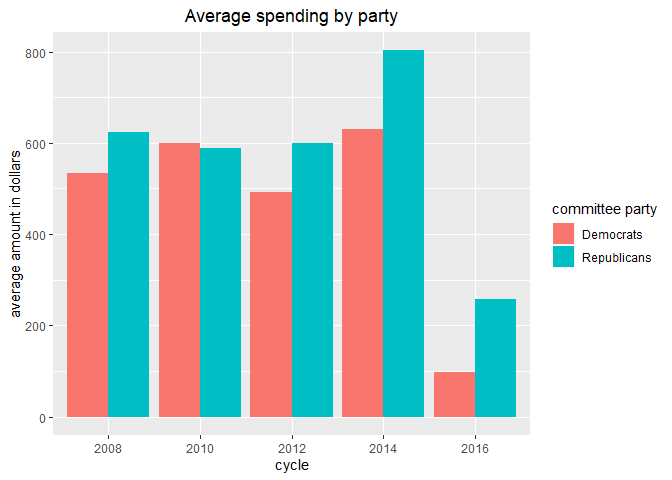 Average spending by party
800
600
400
200
0
average amount in dollars
2008 2010 2012 2014 2016
cycle
committee party
Democrats
Republicans